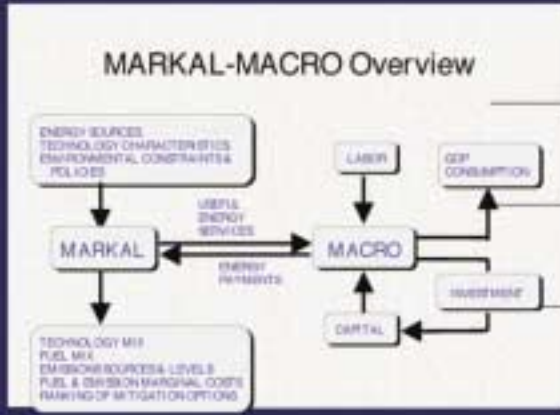 MARKAL-MACRO Overview
ENERGY SOURCES
TECHNOLOGY CHARACTERISTICS
ENVIRONMENTAL CONSTRAINTS &
POLICIES
LABOR
GDP
CONSUMPTION
USEFUL
ENERGY
SERVICES
MARKAL
MACRO
ENERGY
PAYMENTS
INVESTMENT
CAPITAL
TECHNOLOGY MIX
FUEL MIX
EMISSIONS SOURCES & LEVELS
FUEL & EMISSION MARGINAL COSTS
RANKING OF MITIGATION OPTIONS